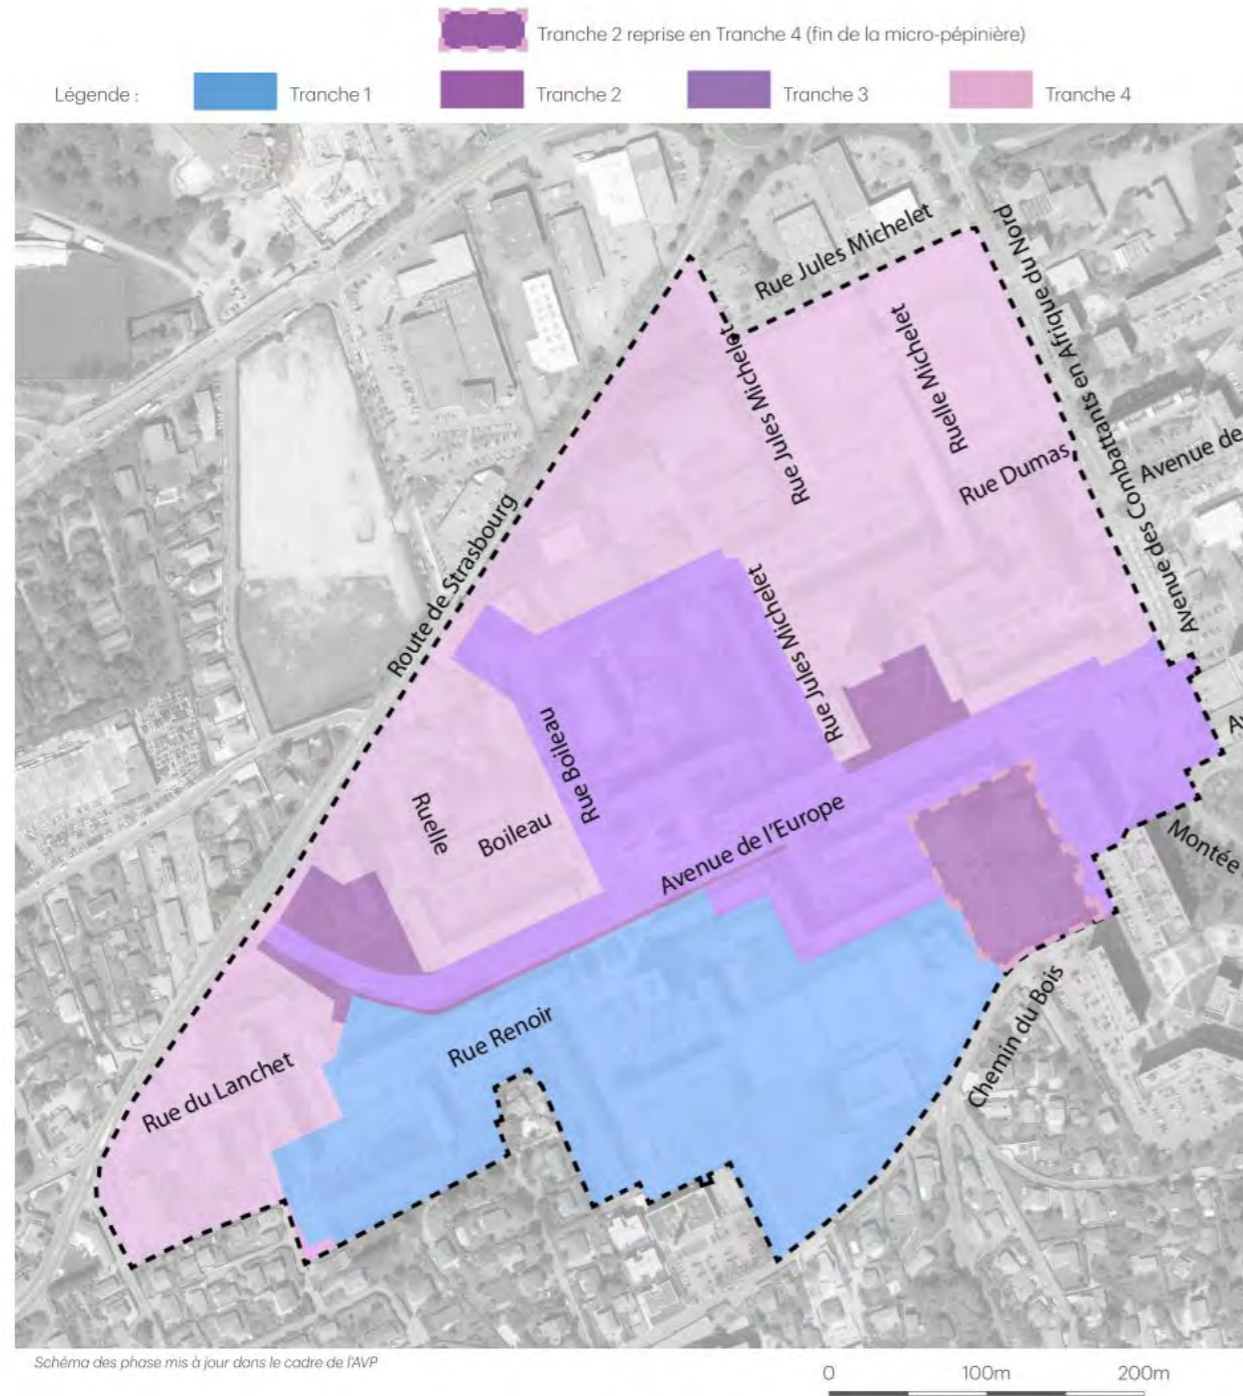 Tranche 2 reprise en Tranche 4 (fin de la micro-pépinière)
Légende :
Tranche 1
Tranche 2
Tranche 3
Tranche 4
Rue Jules Michelet
Avenue des Combattants en Afrique du Nord
Rue Jules Michelet
Ruelle Michelet
Rue Dumas
Avenue de
Route de Strasbourg
Rue Jules Michelet
Avenue
Av
Rue Boileau
Ruelle
Boileau
Avenue de l'Europe
Montée
Chemin du Bois
Rue Renoir
Rue du Lanchet
Schéma des phase mis à jour dans le cadre de l'AVP
0
100m
200m